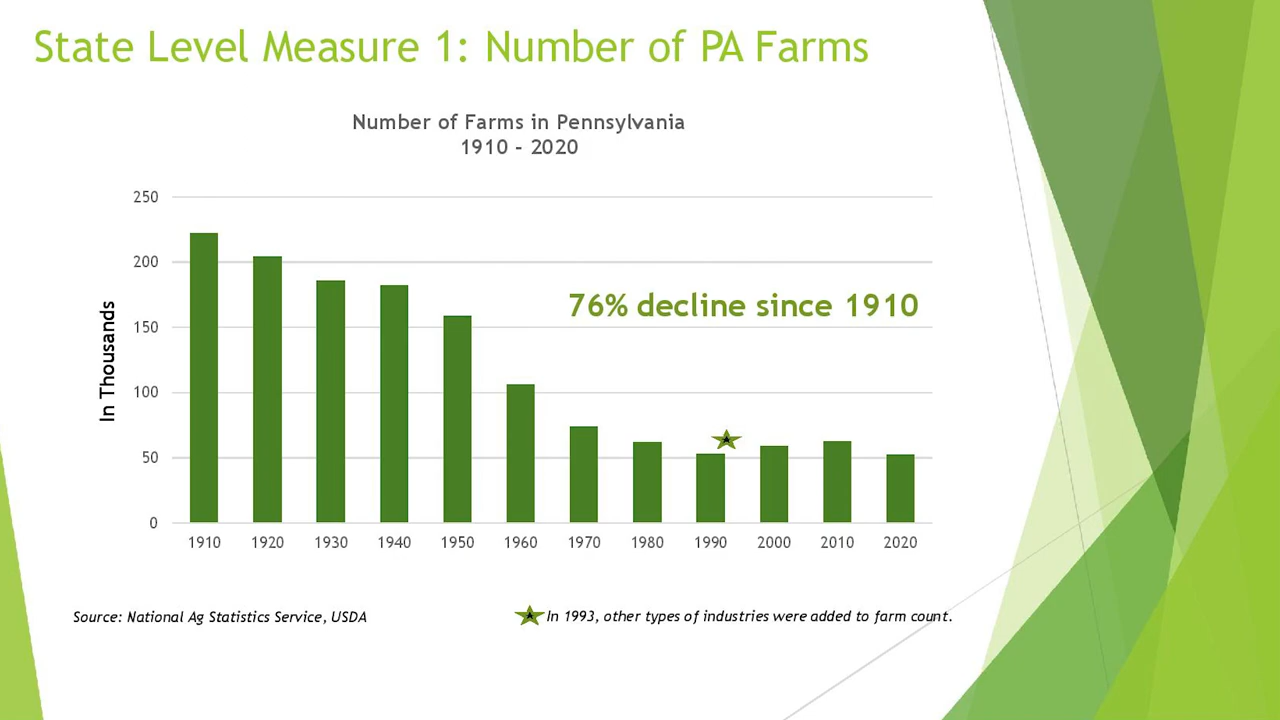 State Level Measure 1: Number of PA Farms
Number of Farms in Pennsylvania
1910 - 2020
In Thousands
250
200
150
100
50
0
76% decline since 1910
1910 1920 1930 1940 1950 1960 1970 1980 1990 2000 2010 2020
Source: National Ag Statistics Service, USDA
In 1993, other types of industries were added to farm count.